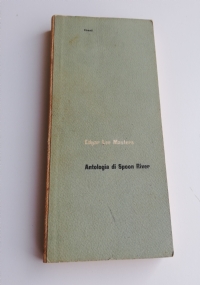 Edgar Lee Masters
Antologia di Spoon River